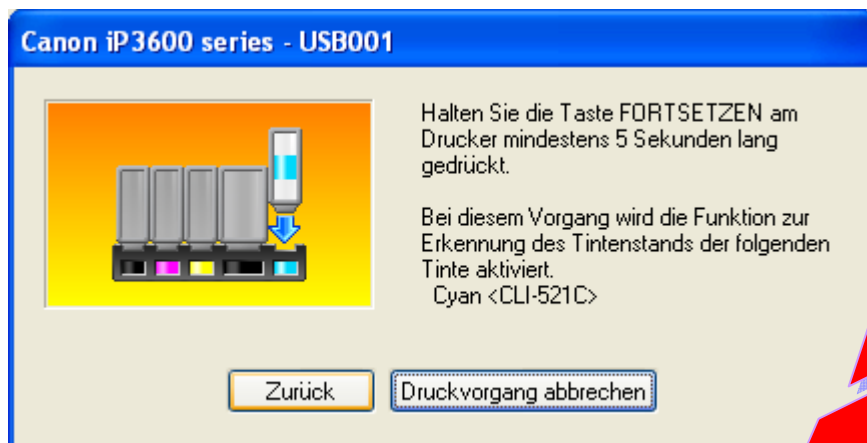 Canon iP3600 series - USB001
Halten Sie die Taste FORTSETZEN am
Drucker mindestens 5 Sekunden lang
gedrückt.
Bei diesem Vorgang wird die Funktion zur
Erkennung des Tintenstands der folgenden
Tinte aktiviert.
Cyan <CLI-521C>
Zurück
Druckvorgang abbrechen